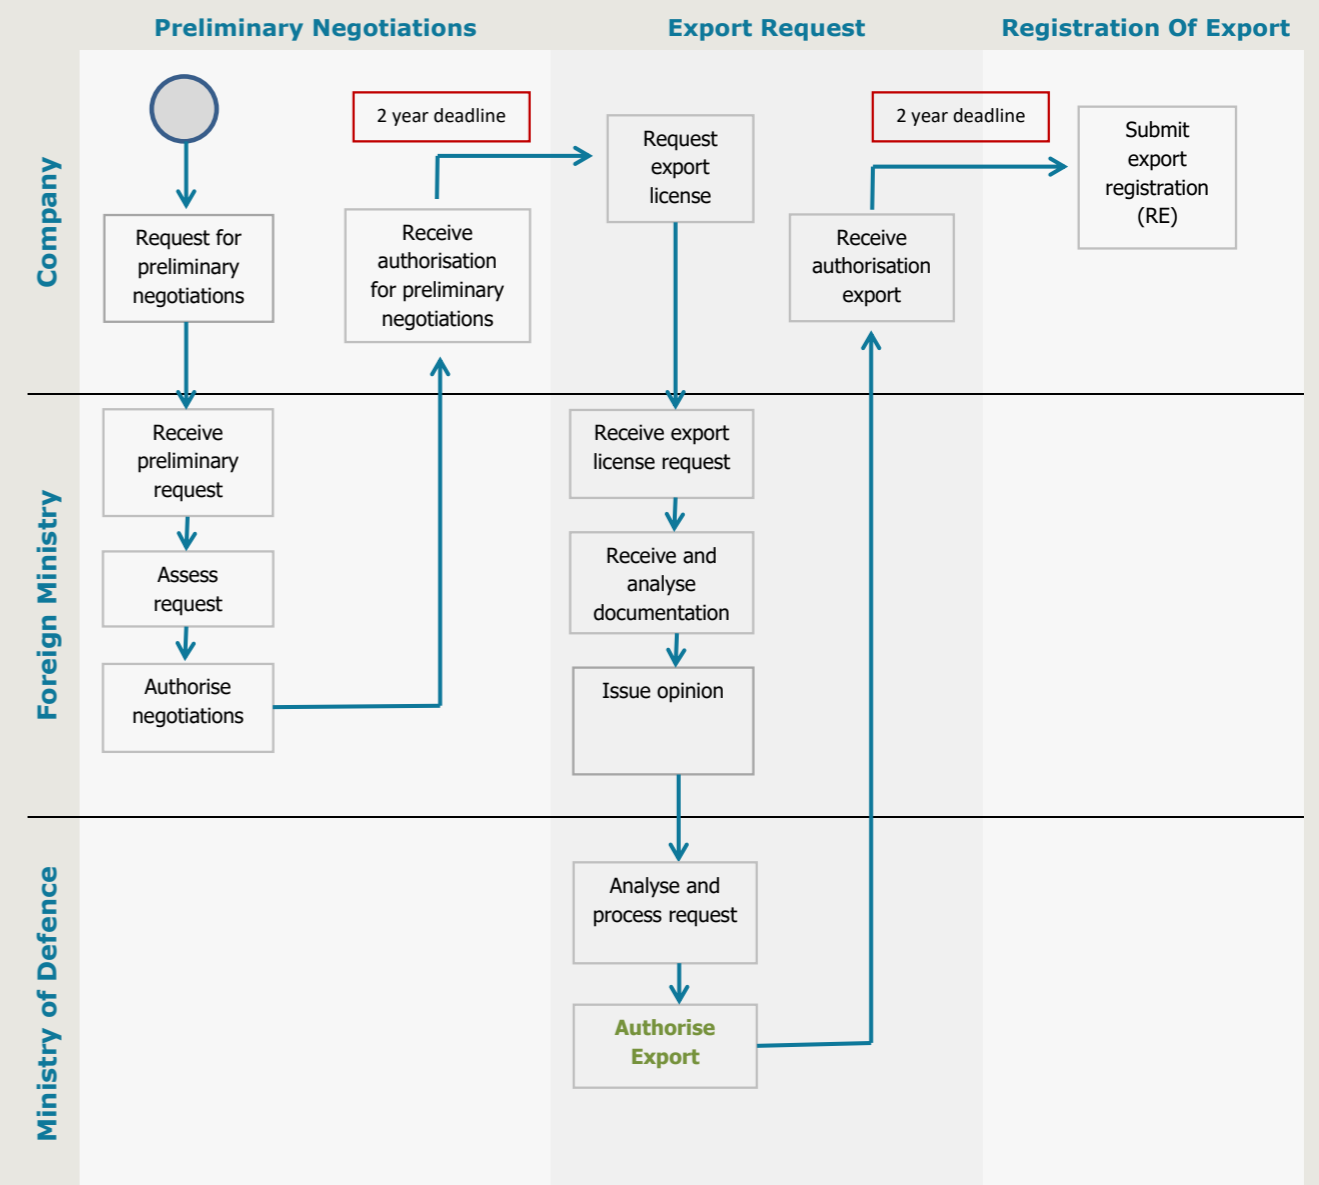 Preliminary Negotiations
Export Request
Registration Of Export
Company
2 year deadline
Request for
preliminary
negotiations
Receive
authorisation
for preliminary
negotiations
Request
export
license
2 year deadline
Receive
authorisation
export
Submit
export
registration
(RE)
Foreign Ministry
Receive
preliminary
request
Assess
request
Authorise
negotiations
Receive export
license request
Receive and
analyse
documentation
Issue opinion
Ministry of Defence
Analyse and
process request
Authorise
Export